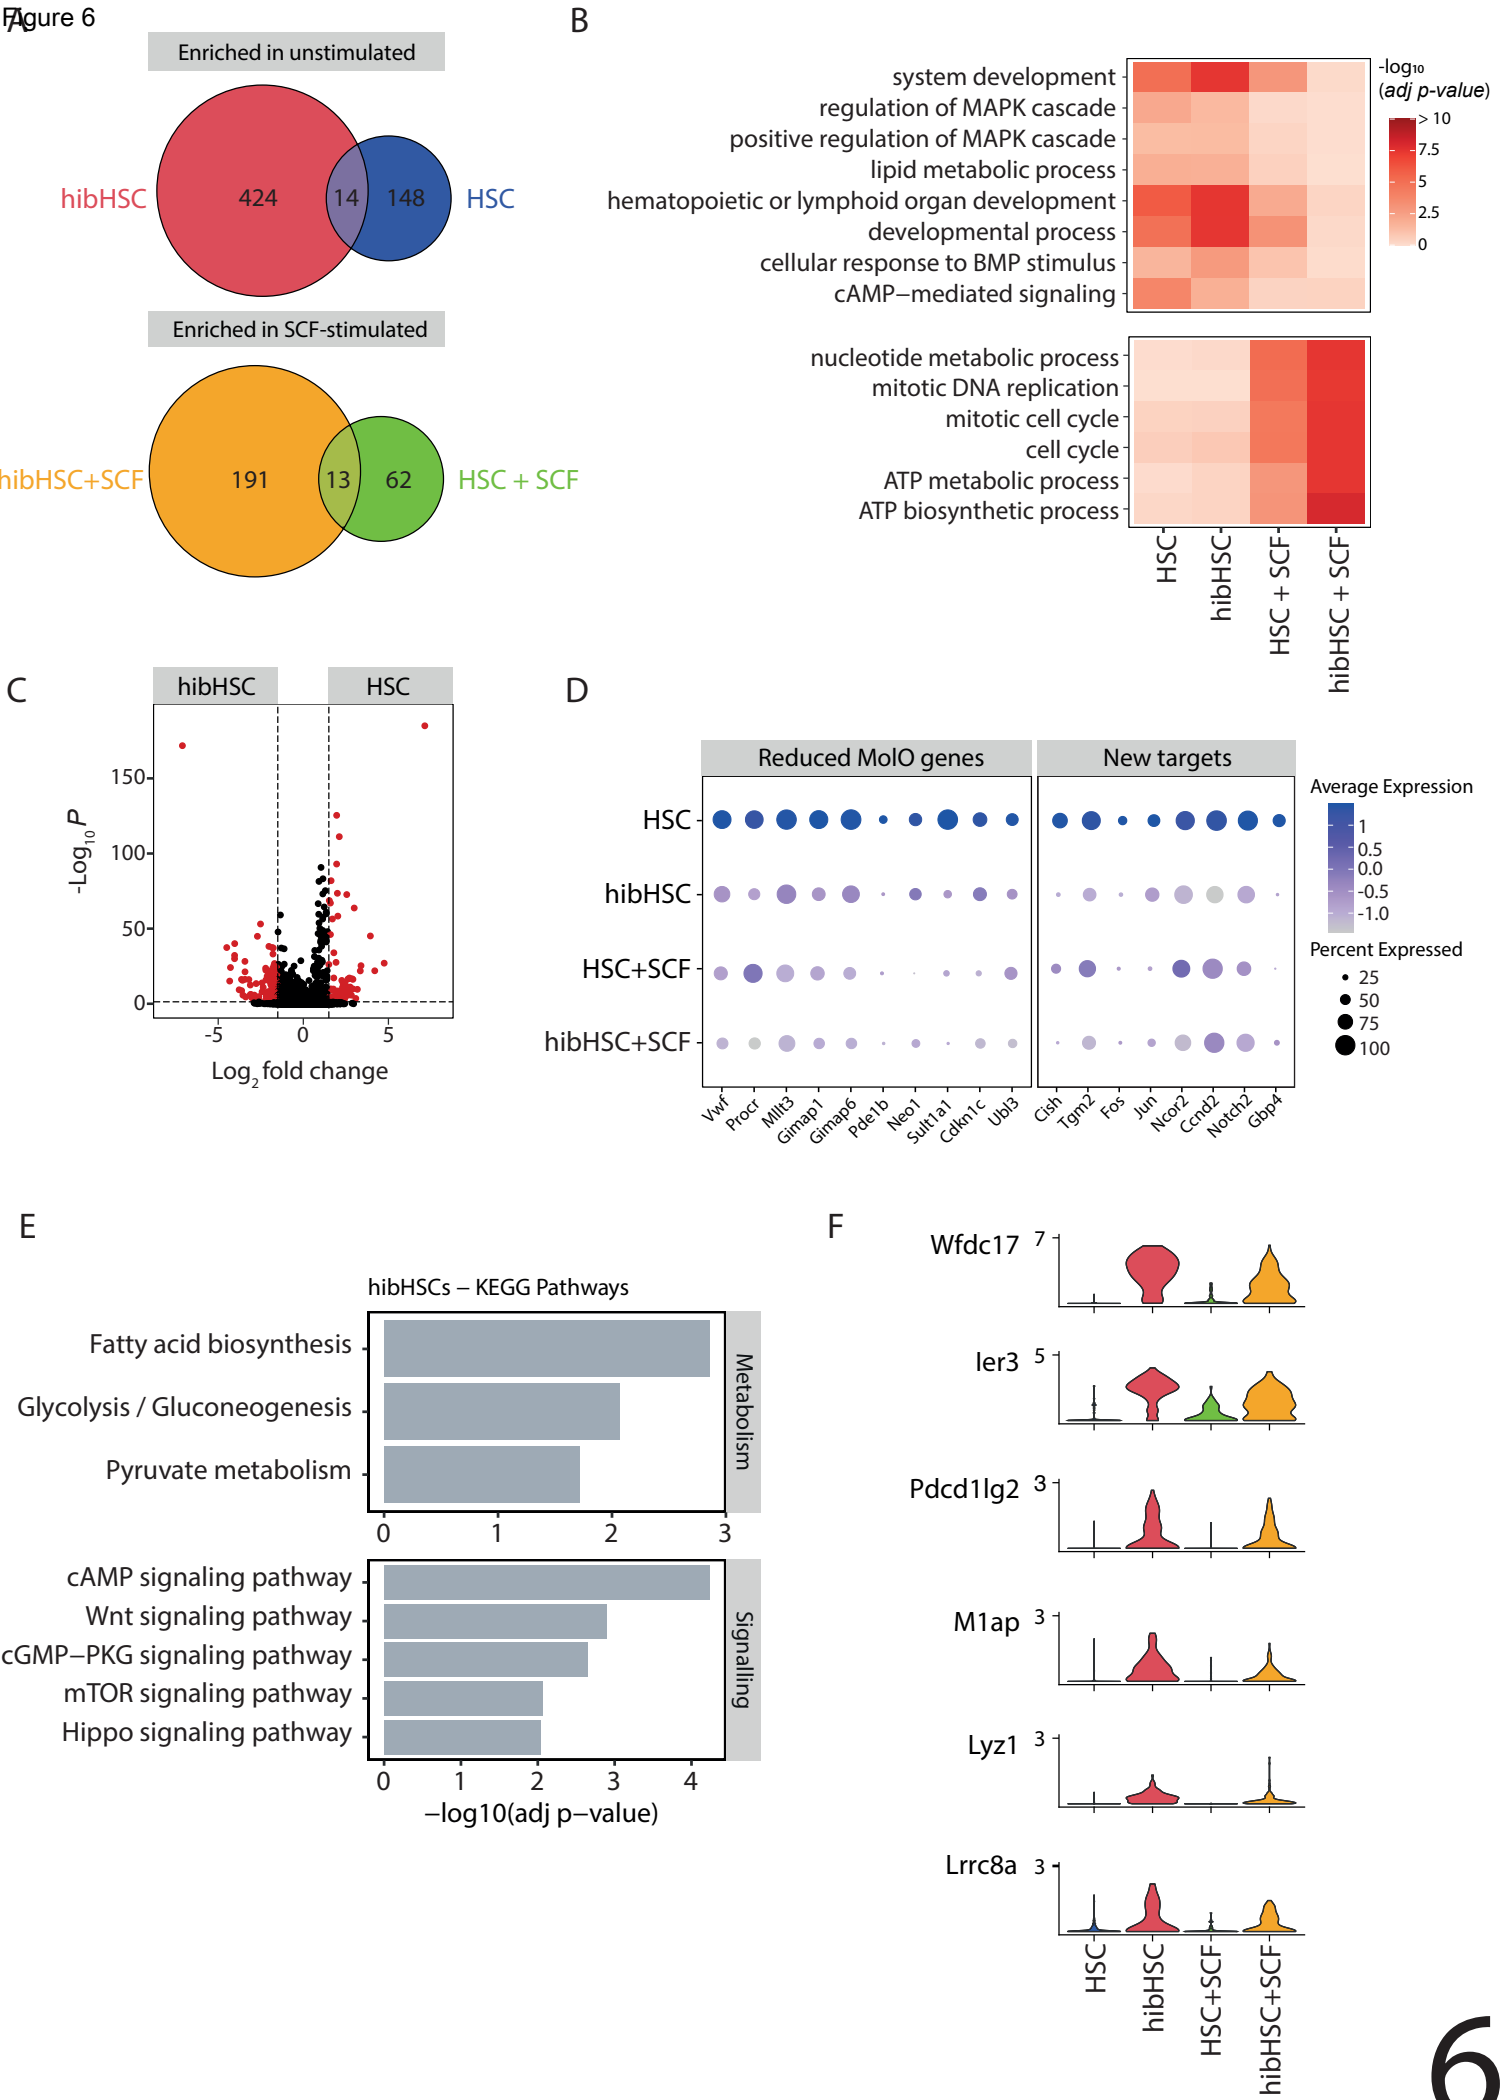 Figure 6
A
Enriched in unstimulated
hibHSC
424
14
148
HSC
Enriched in SCF-stimulated
hibHSC+SCF
191
13
62
HSC + SCF
B
system development
regulation of MAPK cascade
positive regulation of MAPK cascade
lipid metabolic process
hematopoietic or lymphoid organ development
developmental process
cellular response to BMP stimulus
cAMP−mediated signaling
nucleotide metabolic process
mitotic DNA replication
mitotic cell cycle
cell cycle
ATP metabolic process
ATP biosynthetic process
HSC
hibHSC
HSC + SCF
hibHSC + SCF
-log₁₀
(adj p-value)
> 10
7.5
5
2.5
0
C
hibHSC
HSC
-Log₁₀ P
150
100
50
0
-5
0
5
Log₂ fold change
D
Reduced MolO genes
New targets
HSC
hibHSC
HSC+SCF
hibHSC+SCF
Vwf
Procr
Mllt3
Gimap1
Gimap6
Pde1b
Neo1
Sult1a1
Cdkn1c
Ubl3
Cish
Tgm2
Fos
Jun
Ncor2
Ccnd2
Notch2
Gbp4
Average Expression
1
0.5
0.0
-0.5
-1.0
Percent Expressed
25
50
75
100
E
hibHSCs − KEGG Pathways
Fatty acid biosynthesis
Glycolysis / Gluconeogenesis
Pyruvate metabolism
Metabolism
0
1
2
3
cAMP signaling pathway
Wnt signaling pathway
cGMP−PKG signaling pathway
mTOR signaling pathway
Hippo signaling pathway
Signalling
0
1
2
3
4
−log10(adj p−value)
F
Wfdc17
7
Ier3
5
Pdcd1lg2
3
M1ap
3
Lyz1
3
Lrrc8a
3
HSC
hibHSC
HSC+SCF
hibHSC+SCF
6